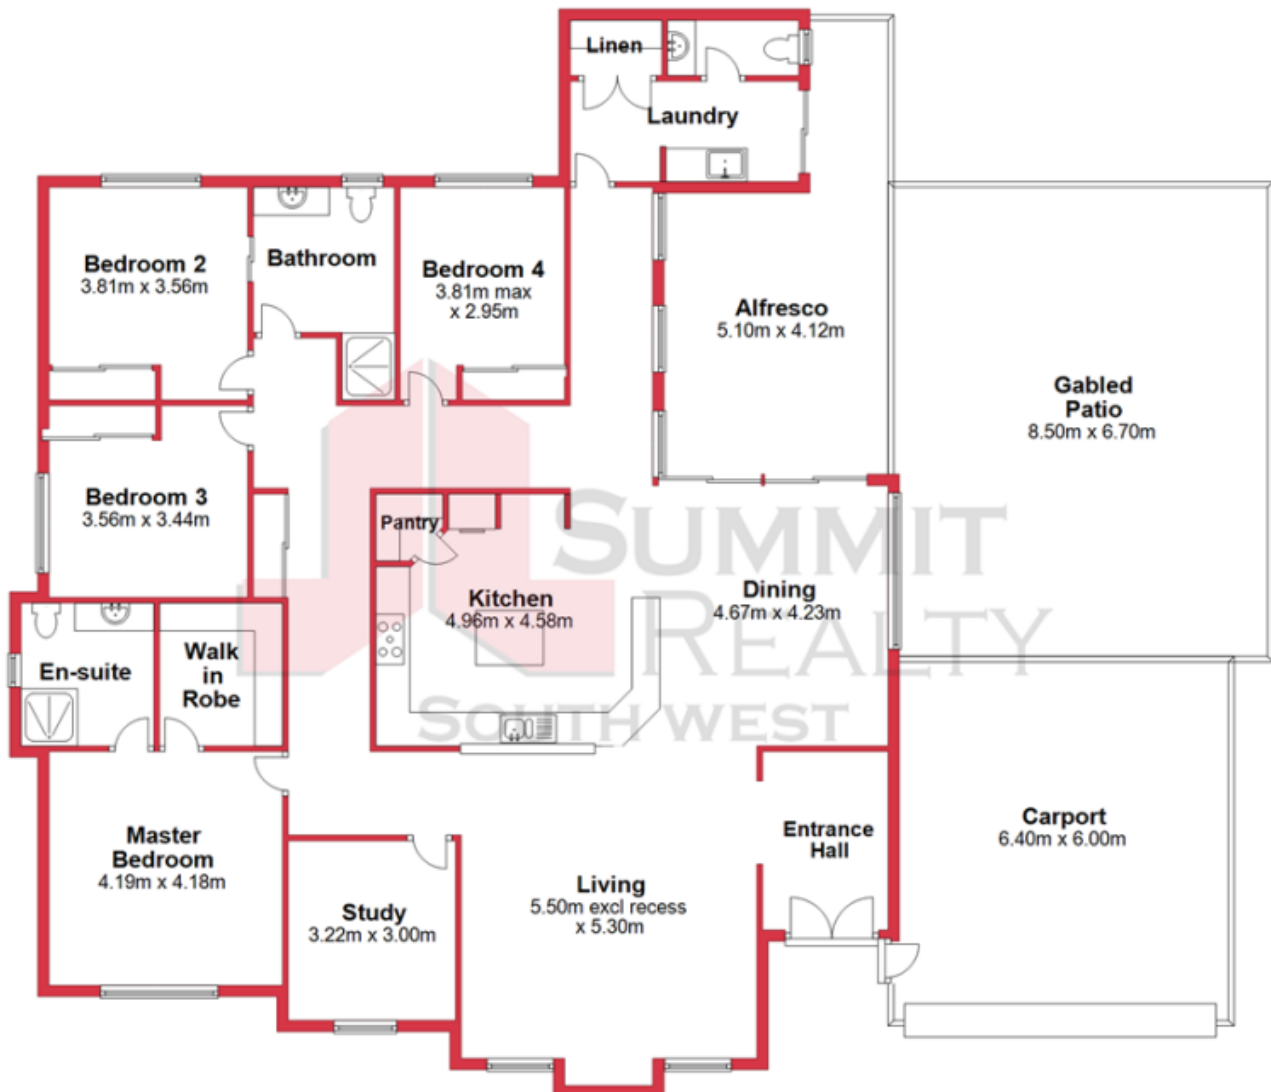 Linen
Laundry
Bedroom 2
3.81m x 3.56m
Bathroom
Bedroom 4
3.81m max
x 2.95m
Alfresco
5.10m x 4.12m
Gabled
Patio
8.50m x 6.70m
Bedroom 3
3.56m x 3.44m
Pantry
SUMMIT
REALTY
SOUTH WEST
Kitchen
4.96m x 4.58m
Dining
4.67m x 4.23m
En-suite
Walk
in
Robe
Master
Bedroom
4.19m x 4.18m
Study
3.22m x 3.00m
Living
5.50m excl recess
x 5.30m
Entrance
Hall
Carport
6.40m x 6.00m